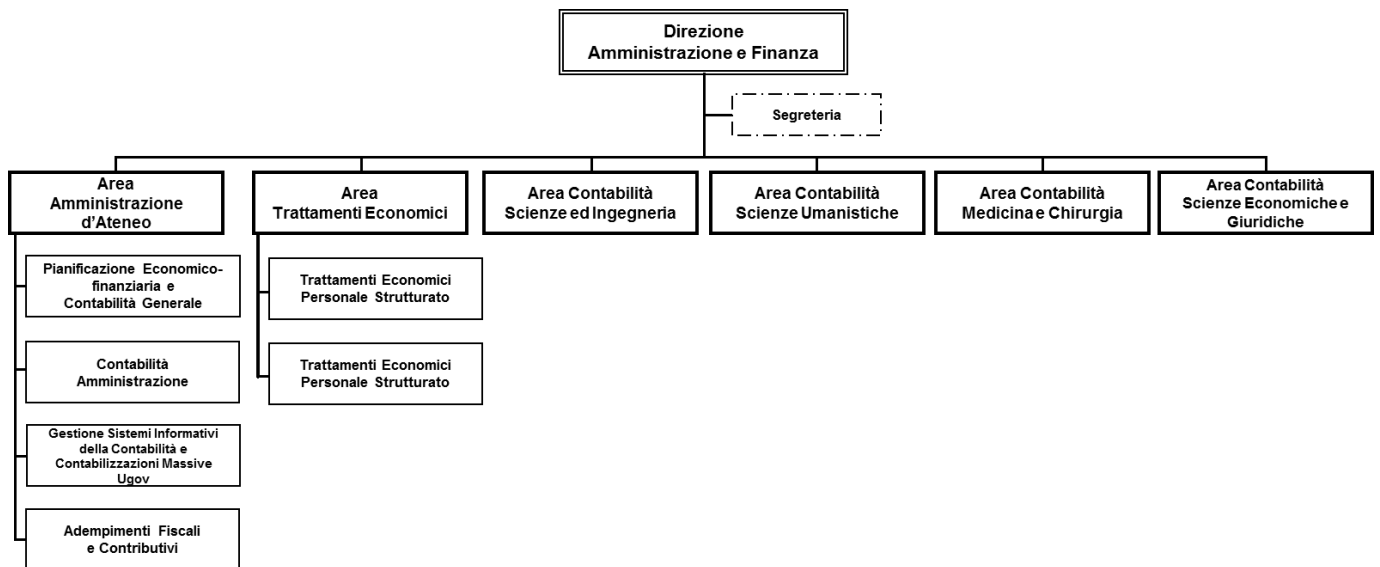 Direzione
Amministrazione e Finanza
Segreteria
Area
Amministrazione
d'Ateneo
Area
Trattamenti Economici
Area Contabilità
Scienze ed Ingegneria
Area Contabilità
Scienze Umanistiche
Area Contabilità
Medicina e Chirurgia
Area Contabilità
Scienze Economiche e
Giuridiche
Pianificazione Economico-
finanziaria e
Contabilità Generale
Contabilità
Amministrazione
Gestione Sistemi Informativi
della Contabilità e
Contabilizzazioni Massive
Ugov
Adempimenti Fiscali
e Contributivi
Trattamenti Economici
Personale Strutturato
Trattamenti Economici
Personale Strutturato